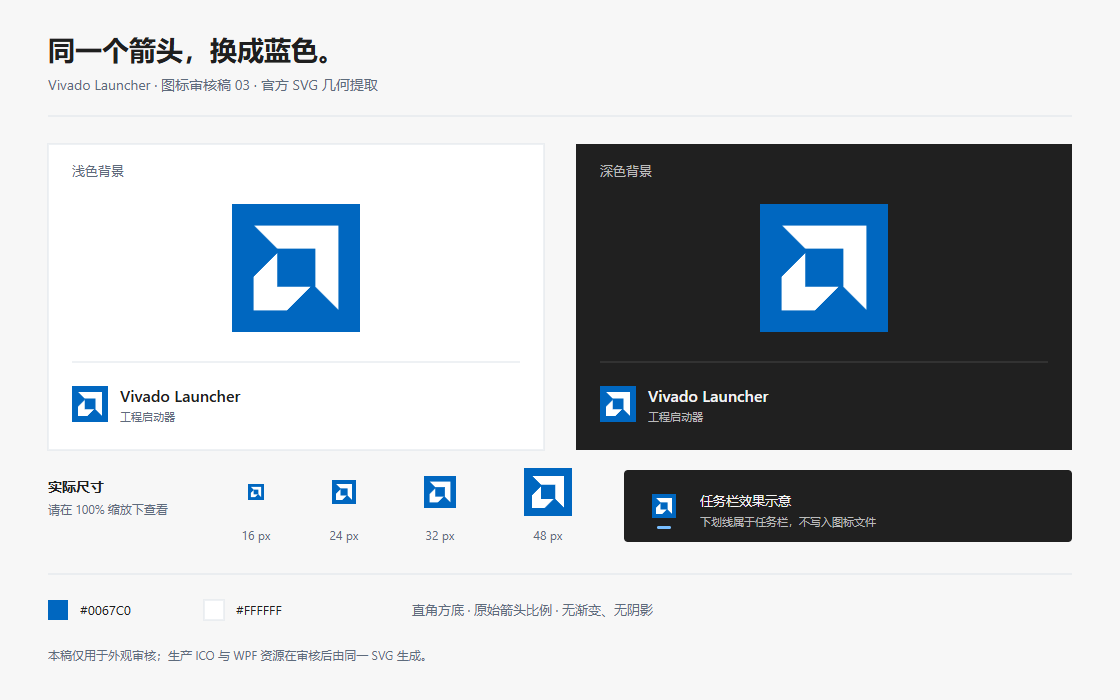 同一个箭头，换成蓝色。
Vivado Launcher · 图标审核稿 03 · 官方 SVG 几何提取
浅色背景
Vivado Launcher
工程启动器
深色背景
Vivado Launcher
工程启动器
实际尺寸
请在 100% 缩放下查看
16 px
24 px
32 px
48 px
任务栏效果示意
下划线属于任务栏，不写入图标文件
#0067C0
#FFFFFF
直角方底 · 原始箭头比例 · 无渐变、无阴影
本稿仅用于外观审核；生产 ICO 与 WPF 资源在审核后由同一 SVG 生成。